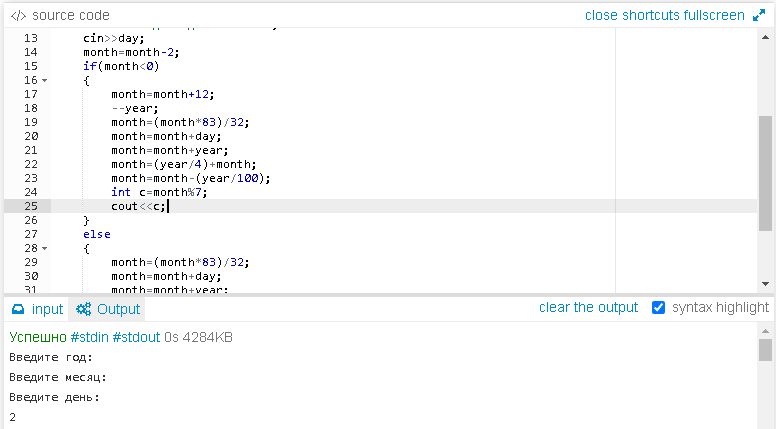 </> source code close shortcuts fullscreen
13 cin>>day;
14 month=month-2;
15 if(month<0)
16 {
17 month=month+12;
18 --year;
19 month=(month*83)/32;
20 month=month+day;
21 month=month+year;
22 month=(year/4)+month;
23 month=month-(year/100);
24 int c=month%7;
25 cout<<c;
26 }
27 else
28 {
29 month=(month*83)/32;
30 month=month+day;
31 month=month+year;
input Output clear the output syntax highlight
Успешно #stdin #stdout 0s 4284KB
Введите год:
Введите месяц:
Введите день:
2